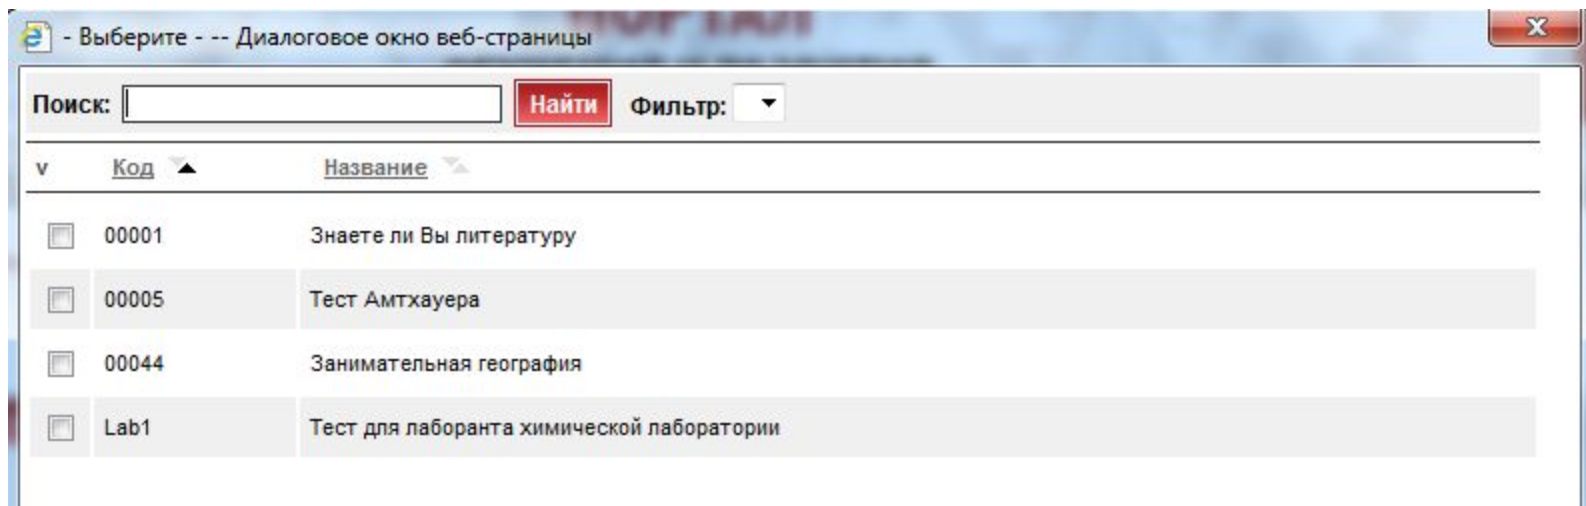 - Выберите - -- Диалоговое окно веб-страницы
Поиск: Найти Фильтр:
v Код Название
00001 Знаете ли Вы литературу
00005 Тест Амтхауера
00044 Занимательная география
Lab1 Тест для лаборанта химической лаборатории